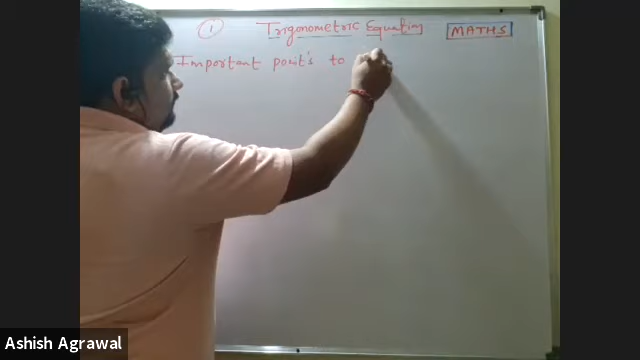 ① Trigonometric Equation MATHS
Important point's to
Ashish Agrawal